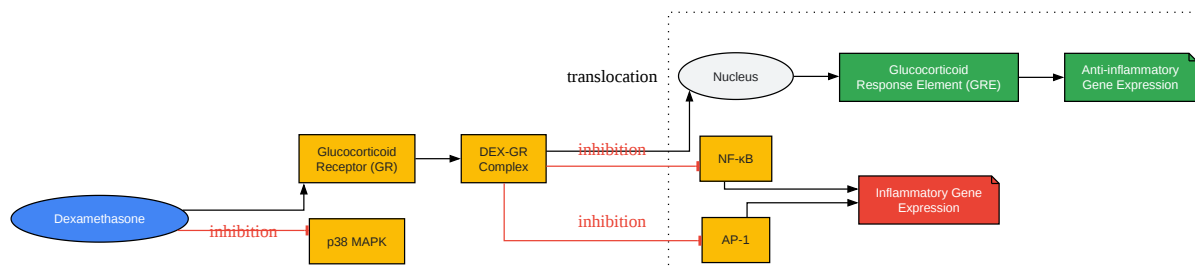 translocation
Nucleus
Glucocorticoid
Response Element (GRE)
Anti-inflammatory
Gene Expression
Glucocorticoid
Receptor (GR)
DEX-GR
Complex
inhibition
NF-κB
Inflammatory Gene
Expression
Dexamethasone
inhibition
p38 MAPK
inhibition
AP-1